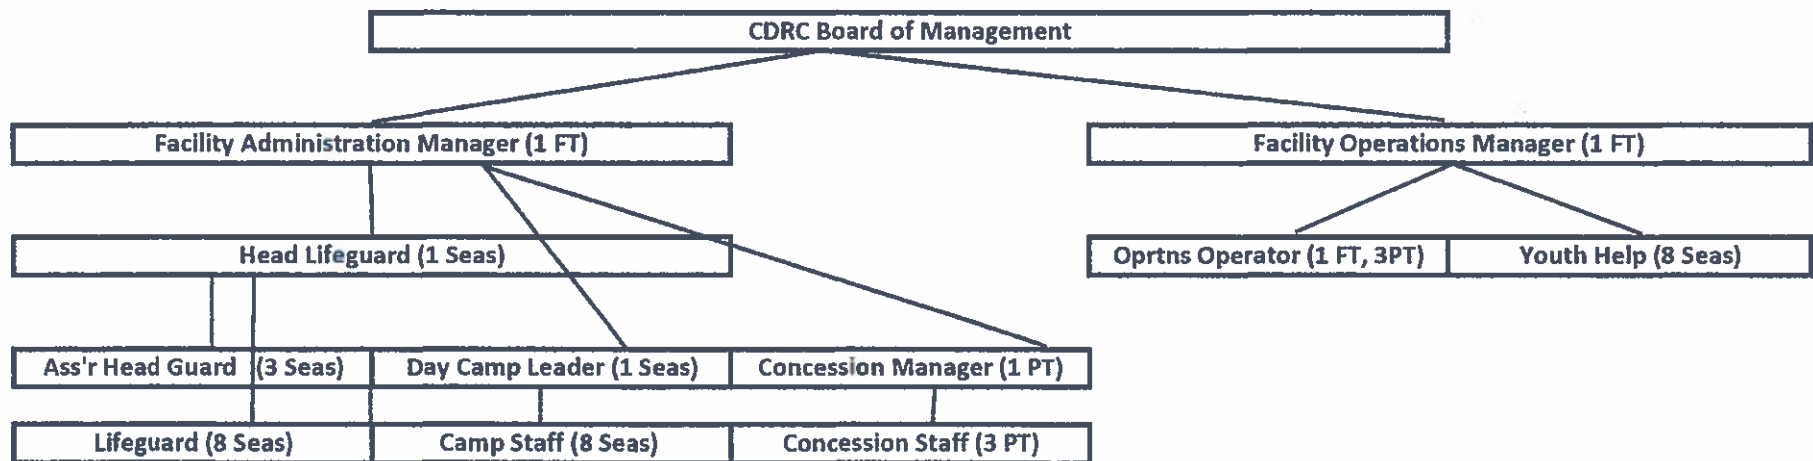 CDRC Board of Management
Facility Administration Manager (1 FT)
Facility Operations Manager (1 FT)
Head Lifeguard (1 Seas)
Oprtns Operator (1 FT, 3PT)
Youth Help (8 Seas)
Ass'r Head Guard (3 Seas)
Day Camp Leader (1 Seas)
Concession Manager (1 PT)
Lifeguard (8 Seas)
Camp Staff (8 Seas)
Concession Staff (3 PT)